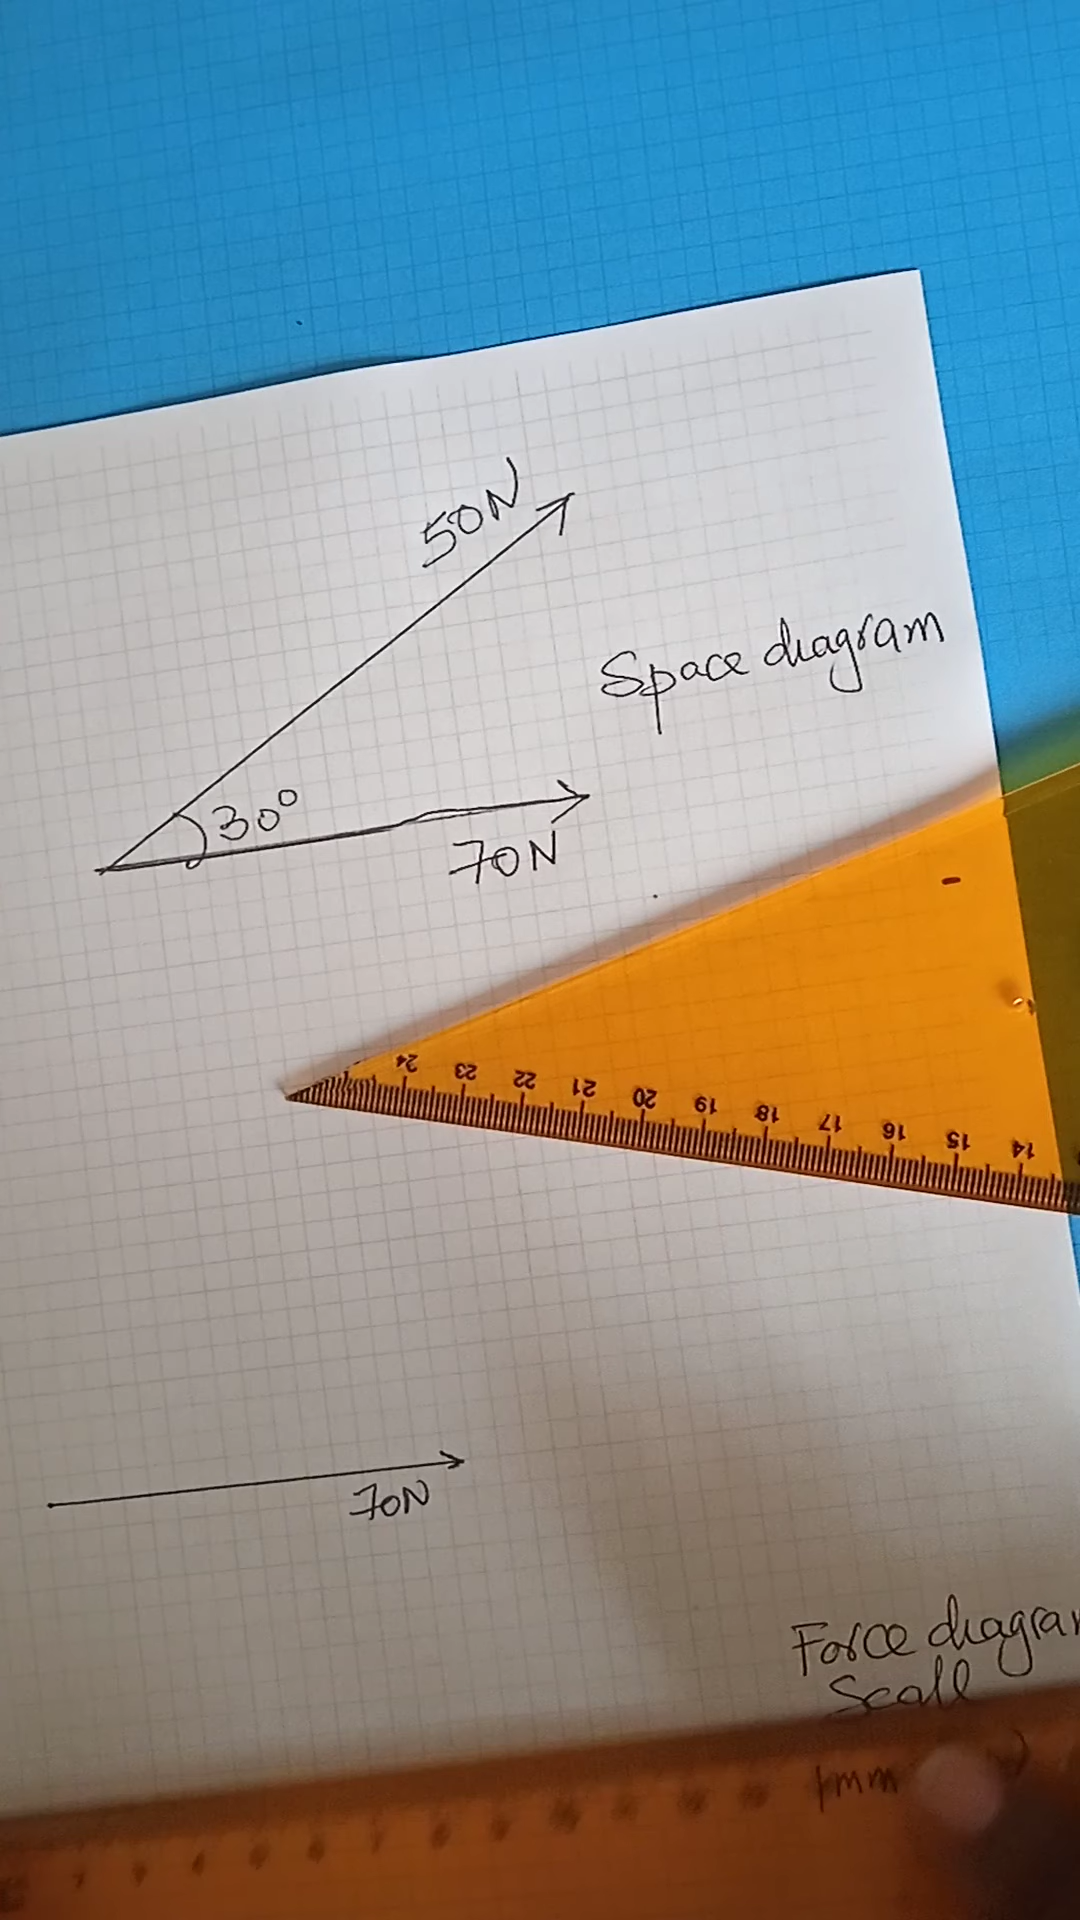 50N
Space diagram
30°
70N
24 23 22 21 20 19 18 17 16 15 14
70N
Force diagra
Scale
1mm